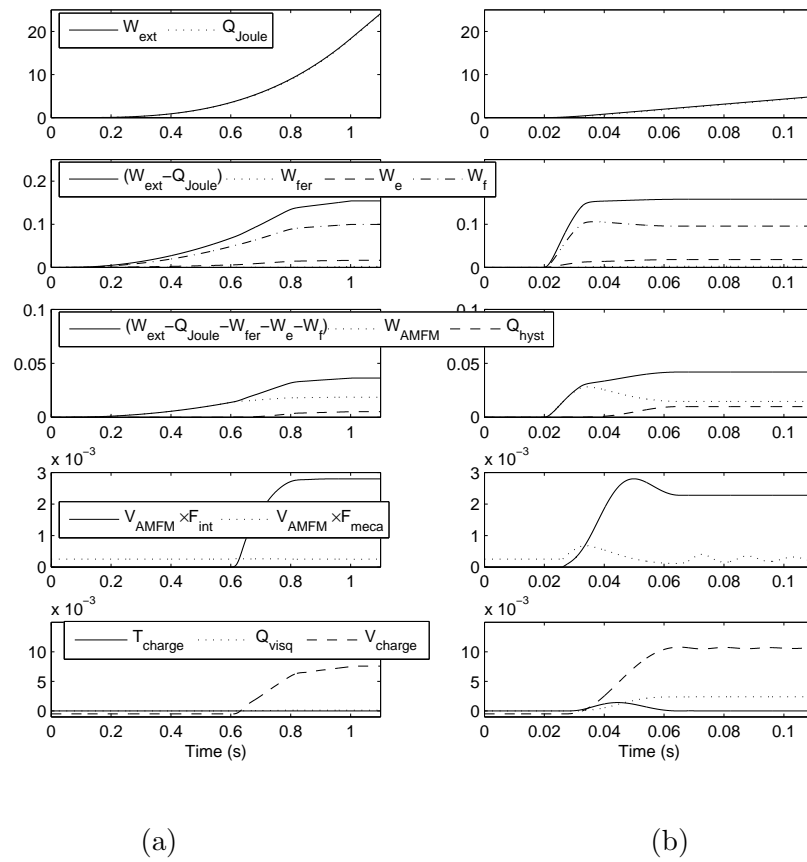 W_ext Q_Joule
20
10
0
0 0.2 0.4 0.6 0.8 1
20
10
0
0 0.02 0.04 0.06 0.08 0.1
(W_ext−Q_Joule) W_fer W_e W_f
0.2
0.1
0
0 0.2 0.4 0.6 0.8 1
0.2
0.1
0
0 0.02 0.04 0.06 0.08 0.1
(W_ext−Q_Joule−W_fer−W_e−W_f) W_AMFM Q_hyst
0.1
0.05
0
0 0.2 0.4 0.6 0.8 1
0.05
0
0 0.02 0.04 0.06 0.08 0.1
x 10^−3
V_AMFM ×F_int V_AMFM ×F_meca
3
2
1
0
0 0.2 0.4 0.6 0.8 1
x 10^−3
3
2
1
0
0 0.02 0.04 0.06 0.08 0.1
x 10^−3
T_charge Q_visq V_charge
10
5
0
0 0.2 0.4 0.6 0.8 1
Time (s)
x 10^−3
10
5
0
0 0.02 0.04 0.06 0.08 0.1
Time (s)
(a) (b)